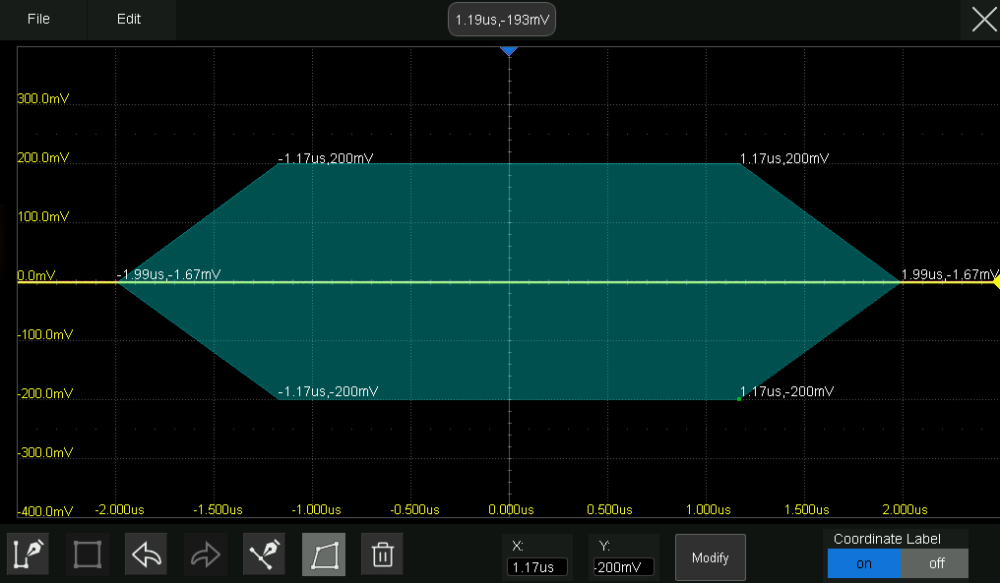 File Edit 1.19us,-193mV
300.0mV
200.0mV -1.17us,200mV 1.17us,200mV
100.0mV
0.0mV -1.99us,-1.67mV 1.99us,-1.67mV
-100.0mV
-200.0mV -1.17us,-200mV 1.17us,-200mV
-300.0mV
-400.0mV -2.000us -1.500us -1.000us -0.500us 0.000us 0.500us 1.000us 1.500us 2.000us
X: Y: Coordinate Label
1.17us -200mV Modify on off